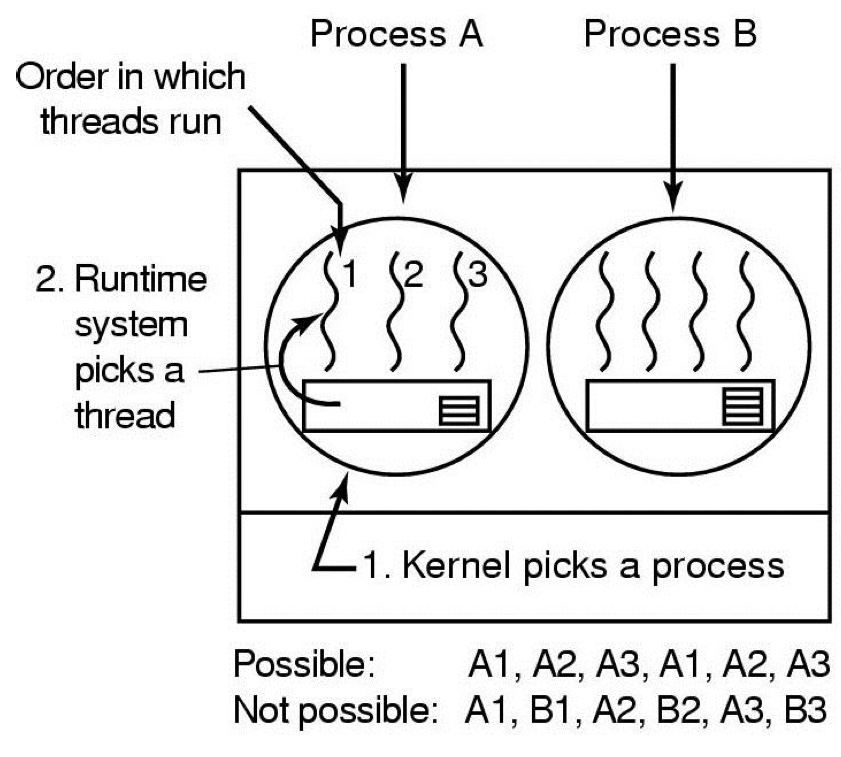 Process A
Process B
Order in which
threads run
1
2
3
2. Runtime
system
picks a
thread
1. Kernel picks a process
Possible: A1, A2, A3, A1, A2, A3
Not possible: A1, B1, A2, B2, A3, B3